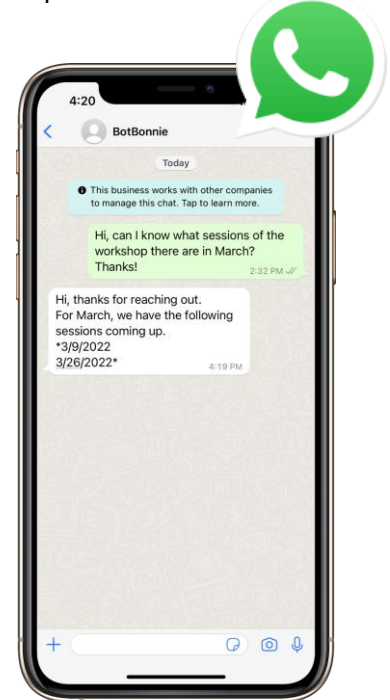 4:20
BotBonnie
Today
This business works with other companies
to manage this chat. Tap to learn more.
Hi, can I know what sessions of the
workshop there are in March?
Thanks!
2:32 PM
Hi, thanks for reaching out.
For March, we have the following
sessions coming up.
*3/9/2022
3/26/2022*
4:19 PM